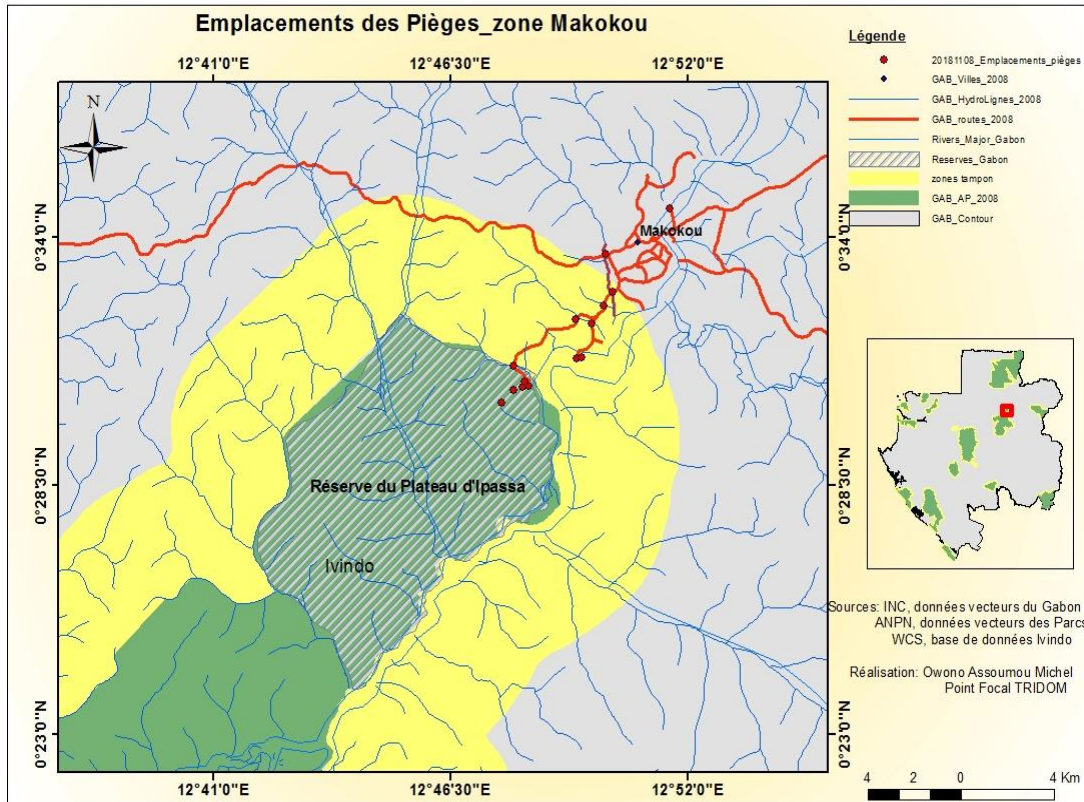 Emplacements des Pièges_zone Makokou
12°41'0"E
12°46'30"E
12°52'0"E
N
0°34'0"N
0°34'0"N
Makokou
0°28'30"N
0°28'30"N
Réserve du Plateau d'Ipassa
Ivindo
0°23'0"N
0°23'0"N
12°41'0"E
12°46'30"E
12°52'0"E
Légende
20181108_Emplacements_pièges
GAB_Villes_2008
GAB_HydroLignes_2008
GAB_routes_2008
Rivers_Major_Gabon
Reserves_Gabon
zones tampon
GAB_AP_2008
GAB_Contour
Sources: INC, données vecteurs du Gabon
ANPN, données vecteurs des Parcs
WCS, base de données Ivindo
Réalisation: Owono Assoumou Michel
Point Focal TRIDOM
4 2 0 4 Km